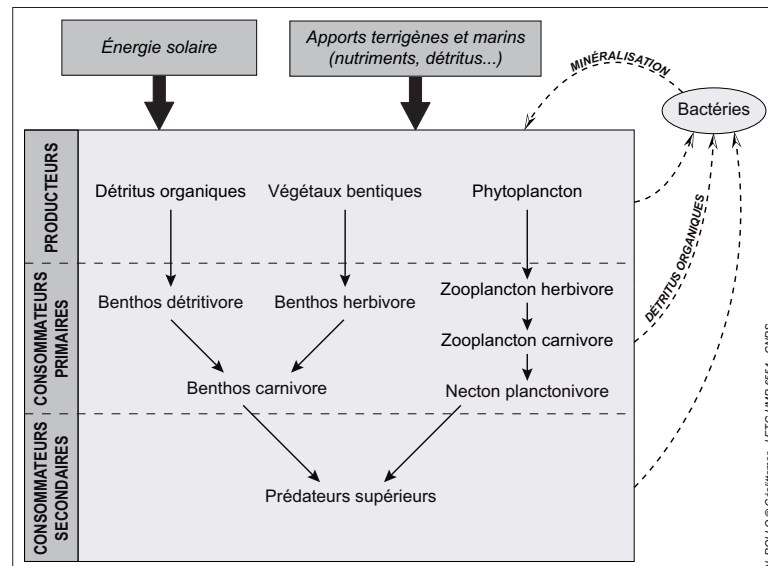 Énergie solaire
Apports terrigènes et marins
(nutriments, détritus...)
MINÉRALISATION
Bactéries
PRODUCTEURS
Détritus organiques
Végétaux bentiques
Phytoplancton
DÉTRITUS ORGANIQUES
CONSOMMATEURS
PRIMAIRES
Benthos détritivore
Benthos herbivore
Zooplancton herbivore
Zooplancton carnivore
Benthos carnivore
Necton planctonivore
CONSOMMATEURS
SECONDAIRES
Prédateurs supérieurs